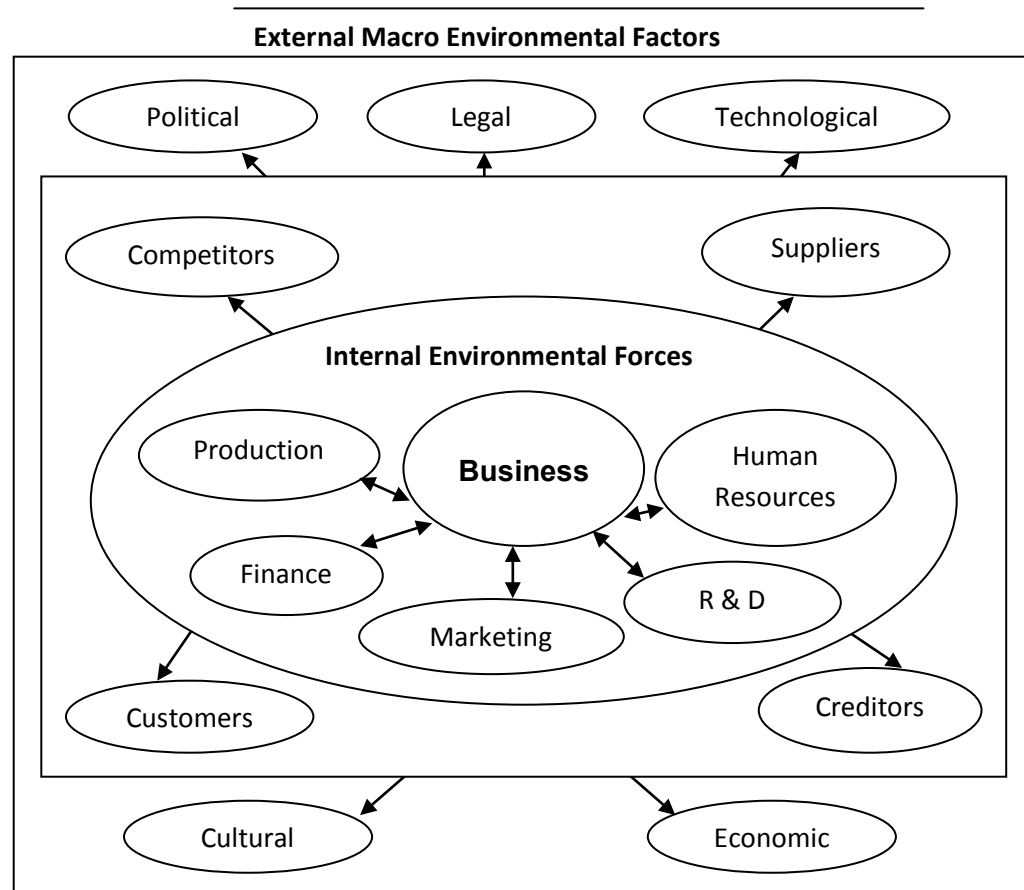 External Macro Environmental Factors
Political
Legal
Technological
Competitors
Suppliers
Internal Environmental Forces
Production
Business
Human
Resources
Finance
R & D
Marketing
Customers
Creditors
Cultural
Economic